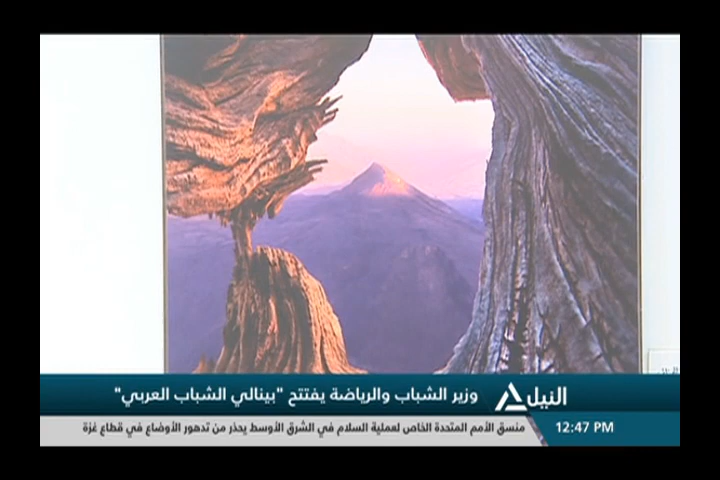 النيل
وزير الشباب والرياضة يفتتح "بينالي الشباب العربي"
12:47 PM
منسق الأمم المتحدة الخاص لعملية السلام في الشرق الأوسط يحذر من تدهور الأوضاع في قطاع غزة